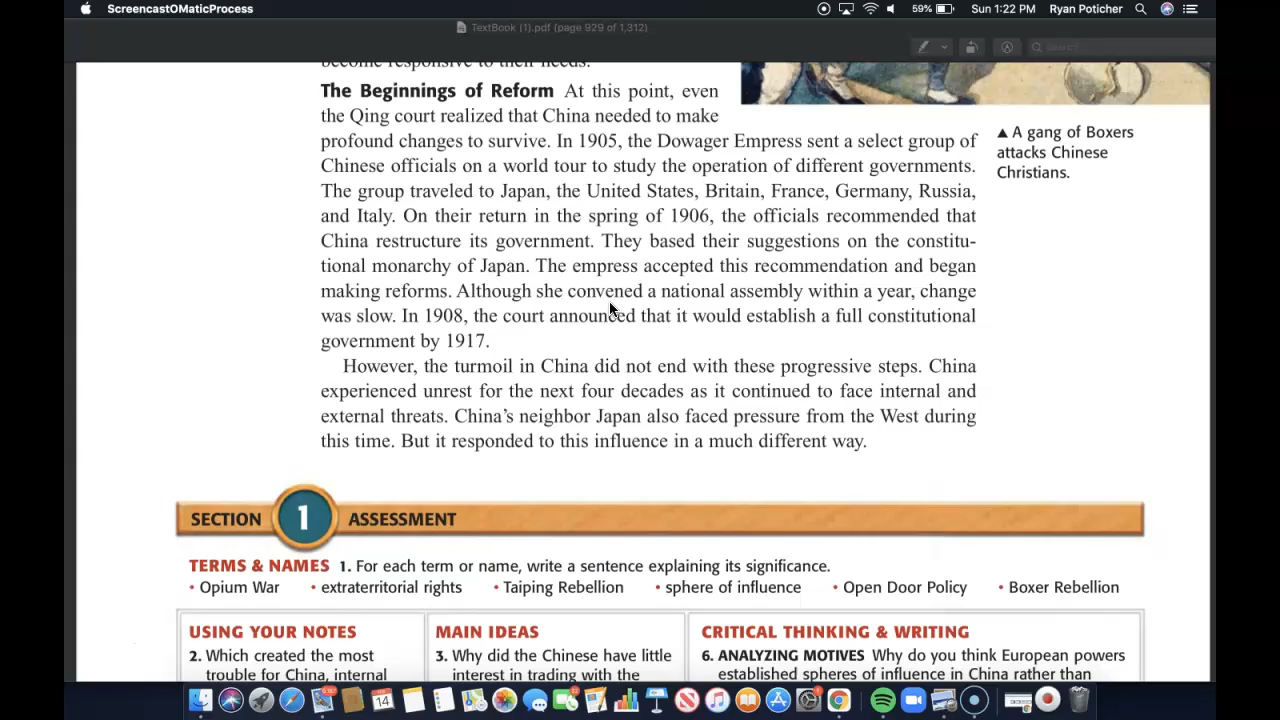 ScreencastOMaticProcess
59%
Sun 1:22 PM
Ryan Poticher
TextBook (1).pdf (page 929 of 1,312)
Search
become responsive to their needs.
The Beginnings of Reform At this point, even
the Qing court realized that China needed to make
profound changes to survive. In 1905, the Dowager Empress sent a select group of
Chinese officials on a world tour to study the operation of different governments.
The group traveled to Japan, the United States, Britain, France, Germany, Russia,
and Italy. On their return in the spring of 1906, the officials recommended that
China restructure its government. They based their suggestions on the constitu-
tional monarchy of Japan. The empress accepted this recommendation and began
making reforms. Although she convened a national assembly within a year, change
was slow. In 1908, the court announced that it would establish a full constitutional
government by 1917.
However, the turmoil in China did not end with these progressive steps. China
experienced unrest for the next four decades as it continued to face internal and
external threats. China's neighbor Japan also faced pressure from the West during
this time. But it responded to this influence in a much different way.
▲ A gang of Boxers
attacks Chinese
Christians.
SECTION 1 ASSESSMENT
TERMS & NAMES 1. For each term or name, write a sentence explaining its significance.
• Opium War • extraterritorial rights • Taiping Rebellion • sphere of influence • Open Door Policy • Boxer Rebellion
USING YOUR NOTES
2. Which created the most
trouble for China, internal
MAIN IDEAS
3. Why did the Chinese have little
interest in trading with the
CRITICAL THINKING & WRITING
6. ANALYZING MOTIVES Why do you think European powers
established spheres of influence in China rather than
14